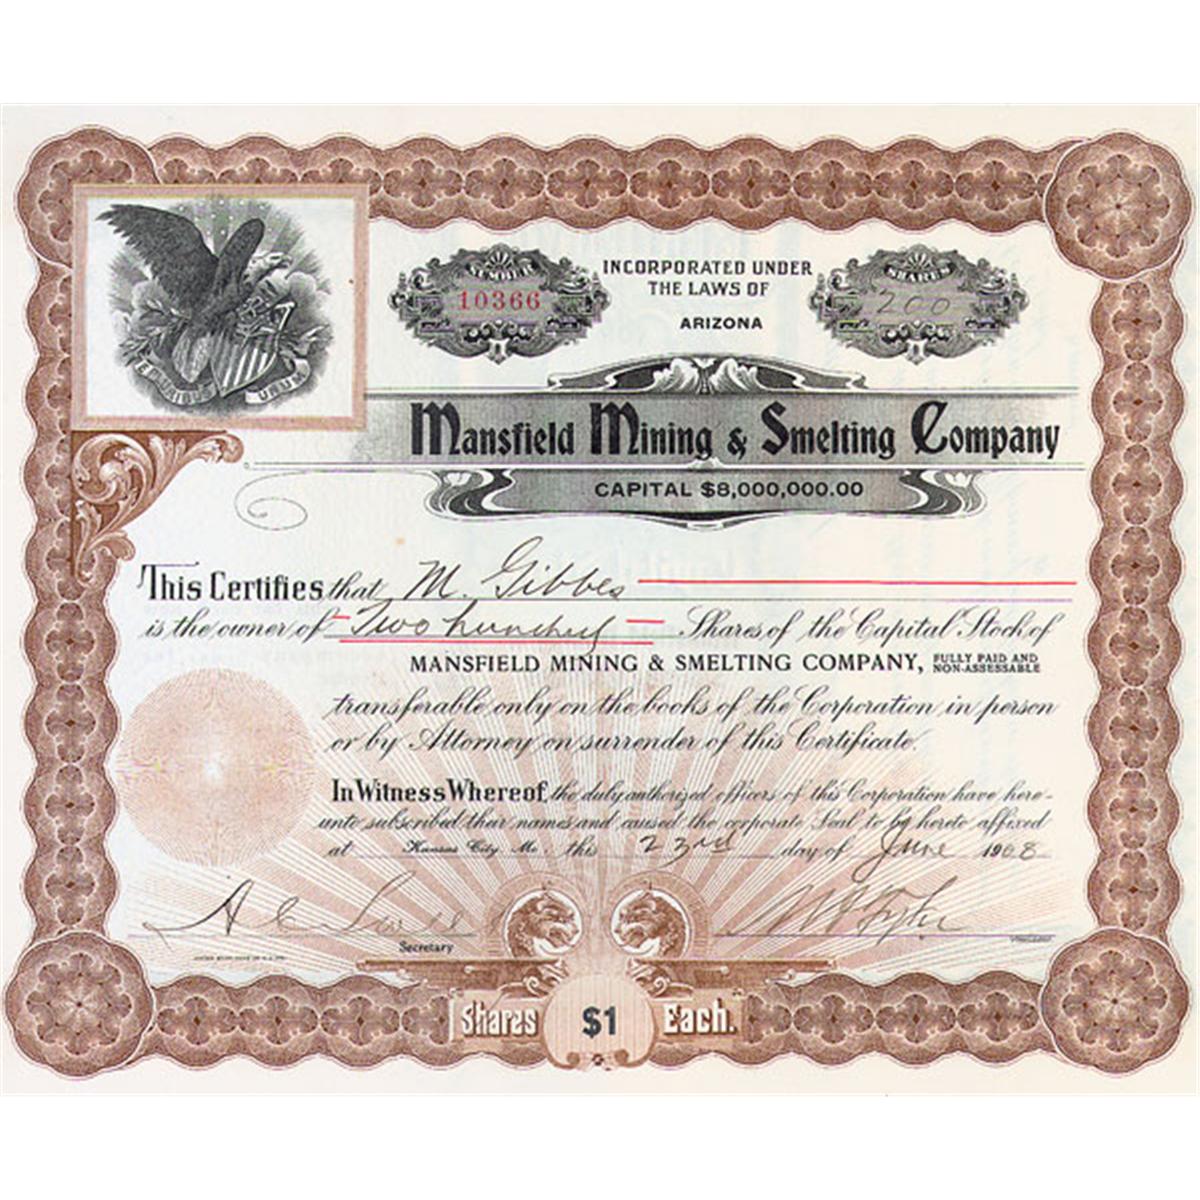 E PLURIBUS UNUM
NUMBER
10366
INCORPORATED UNDER
THE LAWS OF
ARIZONA
SHARES
200
Mansfield Mining & Smelting Company
CAPITAL $8,000,000.00
This Certifies that M. Gibbes
is the owner of Two hundred Shares of the Capital Stock of
MANSFIELD MINING & SMELTING COMPANY, FULLY PAID AND NON-ASSESSABLE
transferable only on the books of the Corporation in person
or by Attorney on surrender of this Certificate.
In Witness Whereof, the duly authorized officers of this Corporation have here-
unto subscribed their names and caused the corporate Seal to be hereto affixed
at Kansas City Mo. this 23rd day of June 1908
A C
Secretary
Shares $1 Each.